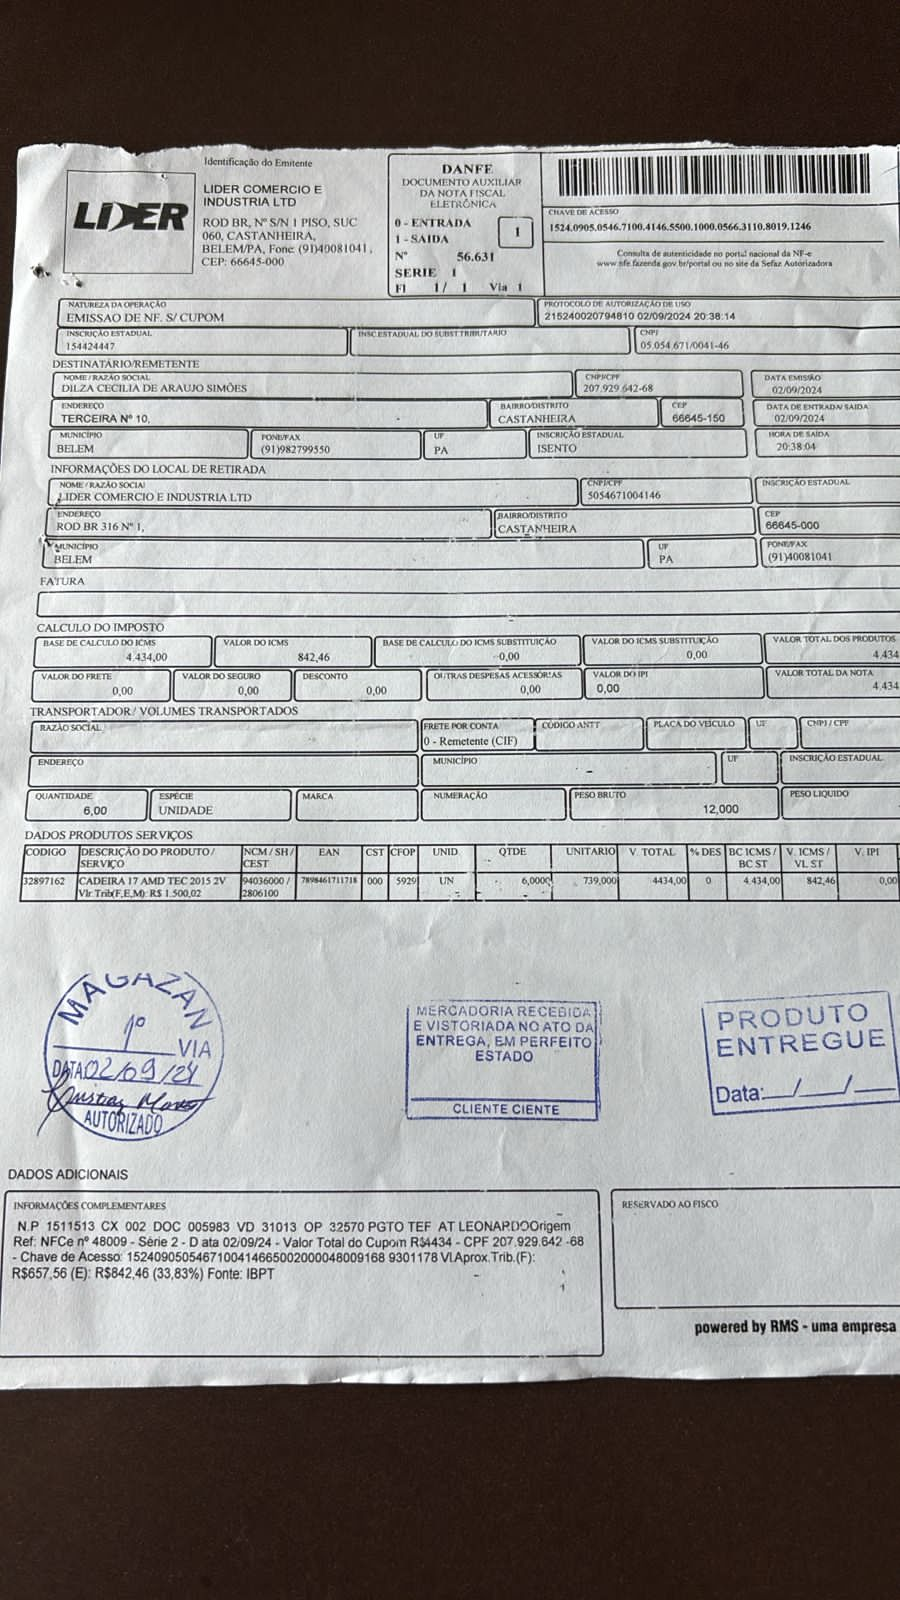 Identificação do Emitente
LIDER
LIDER COMERCIO E
INDUSTRIA LTD
ROD BR, Nº S/N 1 PISO, SUC
060, CASTANHEIRA,
BELEM/PA, Fone: (91)40081041,
CEP: 66645-000
DANFE
DOCUMENTO AUXILIAR
DA NOTA FISCAL
ELETRÔNICA
0 - ENTRADA
1 - SAIDA
1
Nº 56.631
SERIE 1
Fl 1/ 1 Via 1
CHAVE DE ACESSO
1524.0905.0546.7100.4146.5500.1000.0566.3110.8019.1246
Consulta de autenticidade no portal nacional da NF-e
www.nfe.fazenda.gov.br/portal ou no site da Sefaz Autorizadora
NATUREZA DA OPERAÇÃO
EMISSAO DE NF. S/ CUPOM
PROTOCOLO DE AUTORIZAÇÃO DE USO
215240020794810 02/09/2024 20:38:14
INSCRIÇÃO ESTADUAL
154424447
INSC.ESTADUAL DO SUBST.TRIBUTARIO
CNPJ
05.054.671/0041-46
DESTINATÁRIO/REMETENTE
NOME / RAZÃO SOCIAL
DILZA CECILIA DE ARAUJO SIMÕES
CNPJ/CPF
207.929.642-68
DATA EMISSÃO
02/09/2024
ENDEREÇO
TERCEIRA Nº 10,
BAIRRO/DISTRITO
CASTANHEIRA
CEP
66645-150
DATA DE ENTRADA/ SAIDA
02/09/2024
MUNICÍPIO
BELEM
FONE/FAX
(91)982799550
UF
PA
INSCRIÇÃO ESTADUAL
ISENTO
HORA DE SAÍDA
20:38:04
INFORMAÇÕES DO LOCAL DE RETIRADA
NOME / RAZÃO SOCIAL
LIDER COMERCIO E INDUSTRIA LTD
CNPJ/CPF
5054671004146
INSCRIÇÃO ESTADUAL
ENDEREÇO
ROD BR 316 Nº 1,
BAIRRO/DISTRITO
CASTANHEIRA
CEP
66645-000
MUNICÍPIO
BELEM
UF
PA
FONE/FAX
(91)40081041
FATURA
CALCULO DO IMPOSTO
BASE DE CALCULO DO ICMS
4.434,00
VALOR DO ICMS
842,46
BASE DE CALCULO DO ICMS SUBSTITUIÇÃO
0,00
VALOR DO ICMS SUBSTITUIÇÃO
0,00
VALOR TOTAL DOS PRODUTOS
4.434
VALOR DO FRETE
0,00
VALOR DO SEGURO
0,00
DESCONTO
0,00
OUTRAS DESPESAS ACESSORIAS
0,00
VALOR DO IPI
0,00
VALOR TOTAL DA NOTA
4.434
TRANSPORTADOR/ VOLUMES TRANSPORTADOS
RAZÃO SOCIAL
FRETE POR CONTA
0 - Remetente (CIF)
CÓDIGO ANTT
PLACA DO VEÍCULO
UF
CNPJ / CPF
ENDEREÇO
MUNICÍPIO
UF
INSCRIÇÃO ESTADUAL
QUANTIDADE
6,00
ESPÉCIE
UNIDADE
MARCA
NUMERAÇÃO
PESO BRUTO
12,000
PESO LIQUIDO
DADOS PRODUTOS SERVIÇOS
CODIGO DESCRIÇÃO DO PRODUTO / SERVIÇO NCM / SH / CEST EAN CST CFOP UNID. QTDE UNITARIO V. TOTAL % DES BC ICMS / BC ST V. ICMS / VL ST V. IPI
32897162 CADEIRA 17 AMD TEC 2015 2V 94036000 / 7898461711718 000 5929 UN 6,0000 739,000 4434,00 0 4.434,00 842,46 0,00
Vlr.Trib(F,E,M): R$ 1.500,02 2806100
MAGAZAN
1º VIA
DATA 02/09/24
AUTORIZADO
MERCADORIA RECEBIDA
E VISTORIADA NO ATO DA
ENTREGA, EM PERFEITO
ESTADO
CLIENTE CIENTE
PRODUTO
ENTREGUE
Data:__/__/__
DADOS ADICIONAIS
INFORMAÇÕES COMPLEMENTARES
N.P 1511513 CX 002 DOC 005983 VD 31013 OP 32570 PGTO TEF AT LEONARDOOrigem
Ref: NFCe nº 48009 - Série 2 - D ata 02/09/24 - Valor Total do Cupom R$4434 - CPF 207.929.642 -68
- Chave de Acesso: 15240905054671004146650020000480091689301178 Vl.Aprox.Trib.(F):
R$657,56 (E): R$842,46 (33,83%) Fonte: IBPT
RESERVADO AO FISCO
powered by RMS - uma empresa